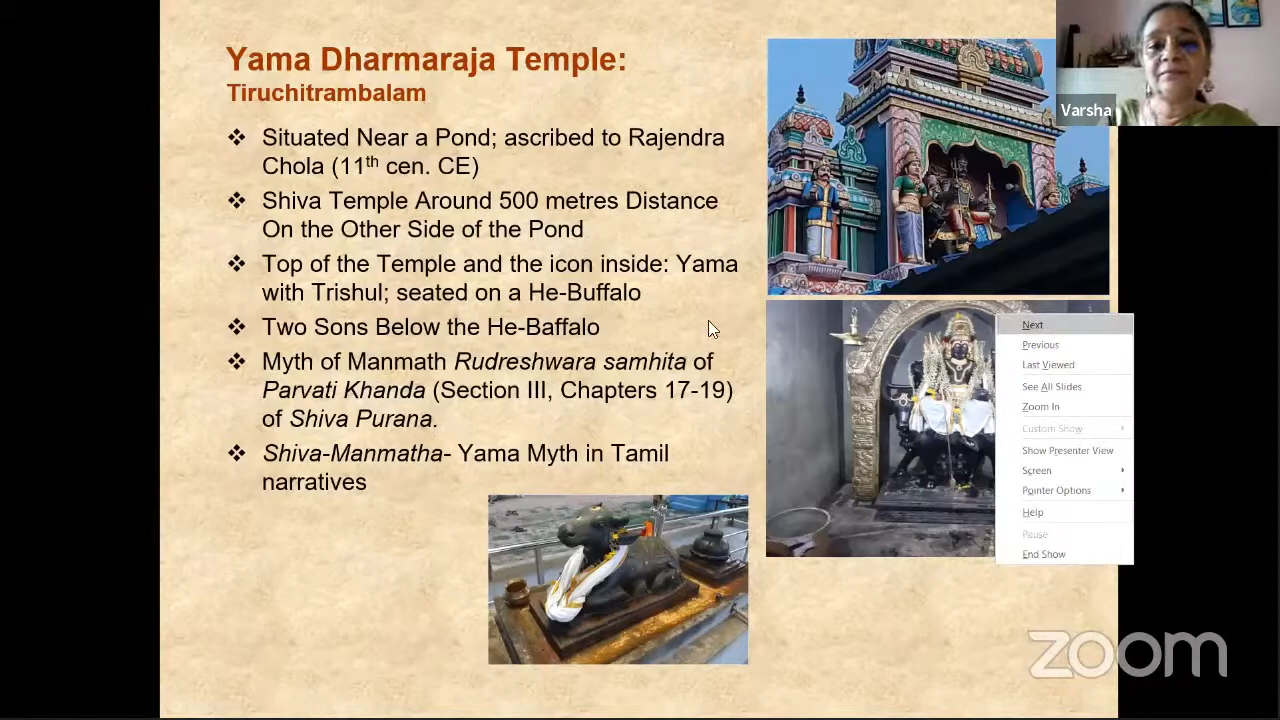 Yama Dharmaraja Temple:
Tiruchitrambalam
❖ Situated Near a Pond; ascribed to Rajendra
Chola (11th cen. CE)
❖ Shiva Temple Around 500 metres Distance
On the Other Side of the Pond
❖ Top of the Temple and the icon inside: Yama
with Trishul; seated on a He-Buffalo
❖ Two Sons Below the He-Baffalo
❖ Myth of Manmath Rudreshwara samhita of
Parvati Khanda (Section III, Chapters 17-19)
of Shiva Purana.
❖ Shiva-Manmatha- Yama Myth in Tamil
narratives
Varsha
Next
Previous
Last Viewed
See All Slides
Zoom In
Custom Show
Show Presenter View
Screen
Pointer Options
Help
Pause
End Show
zoom